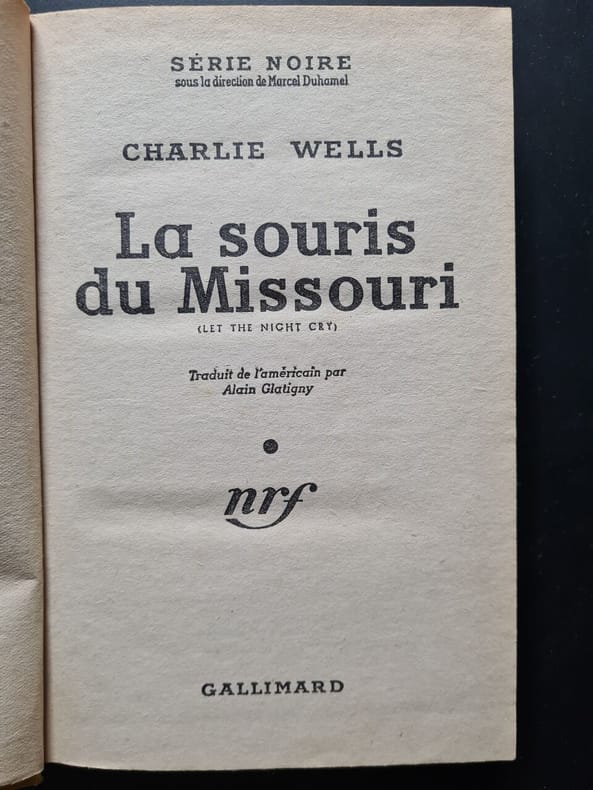 SÉRIE NOIRE
sous la direction de Marcel Duhamel
CHARLIE WELLS
La souris
du Missouri
(LET THE NIGHT CRY)
Traduit de l'américain par
Alain Glatigny
nrf
GALLIMARD